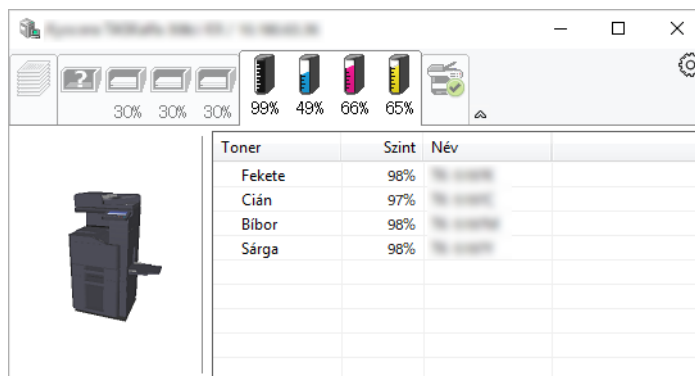 30% 30% 30% 99% 49% 66% 65%
Toner Szint Név
Fekete 98%
Cián 97%
Bíbor 98%
Sárga 98%